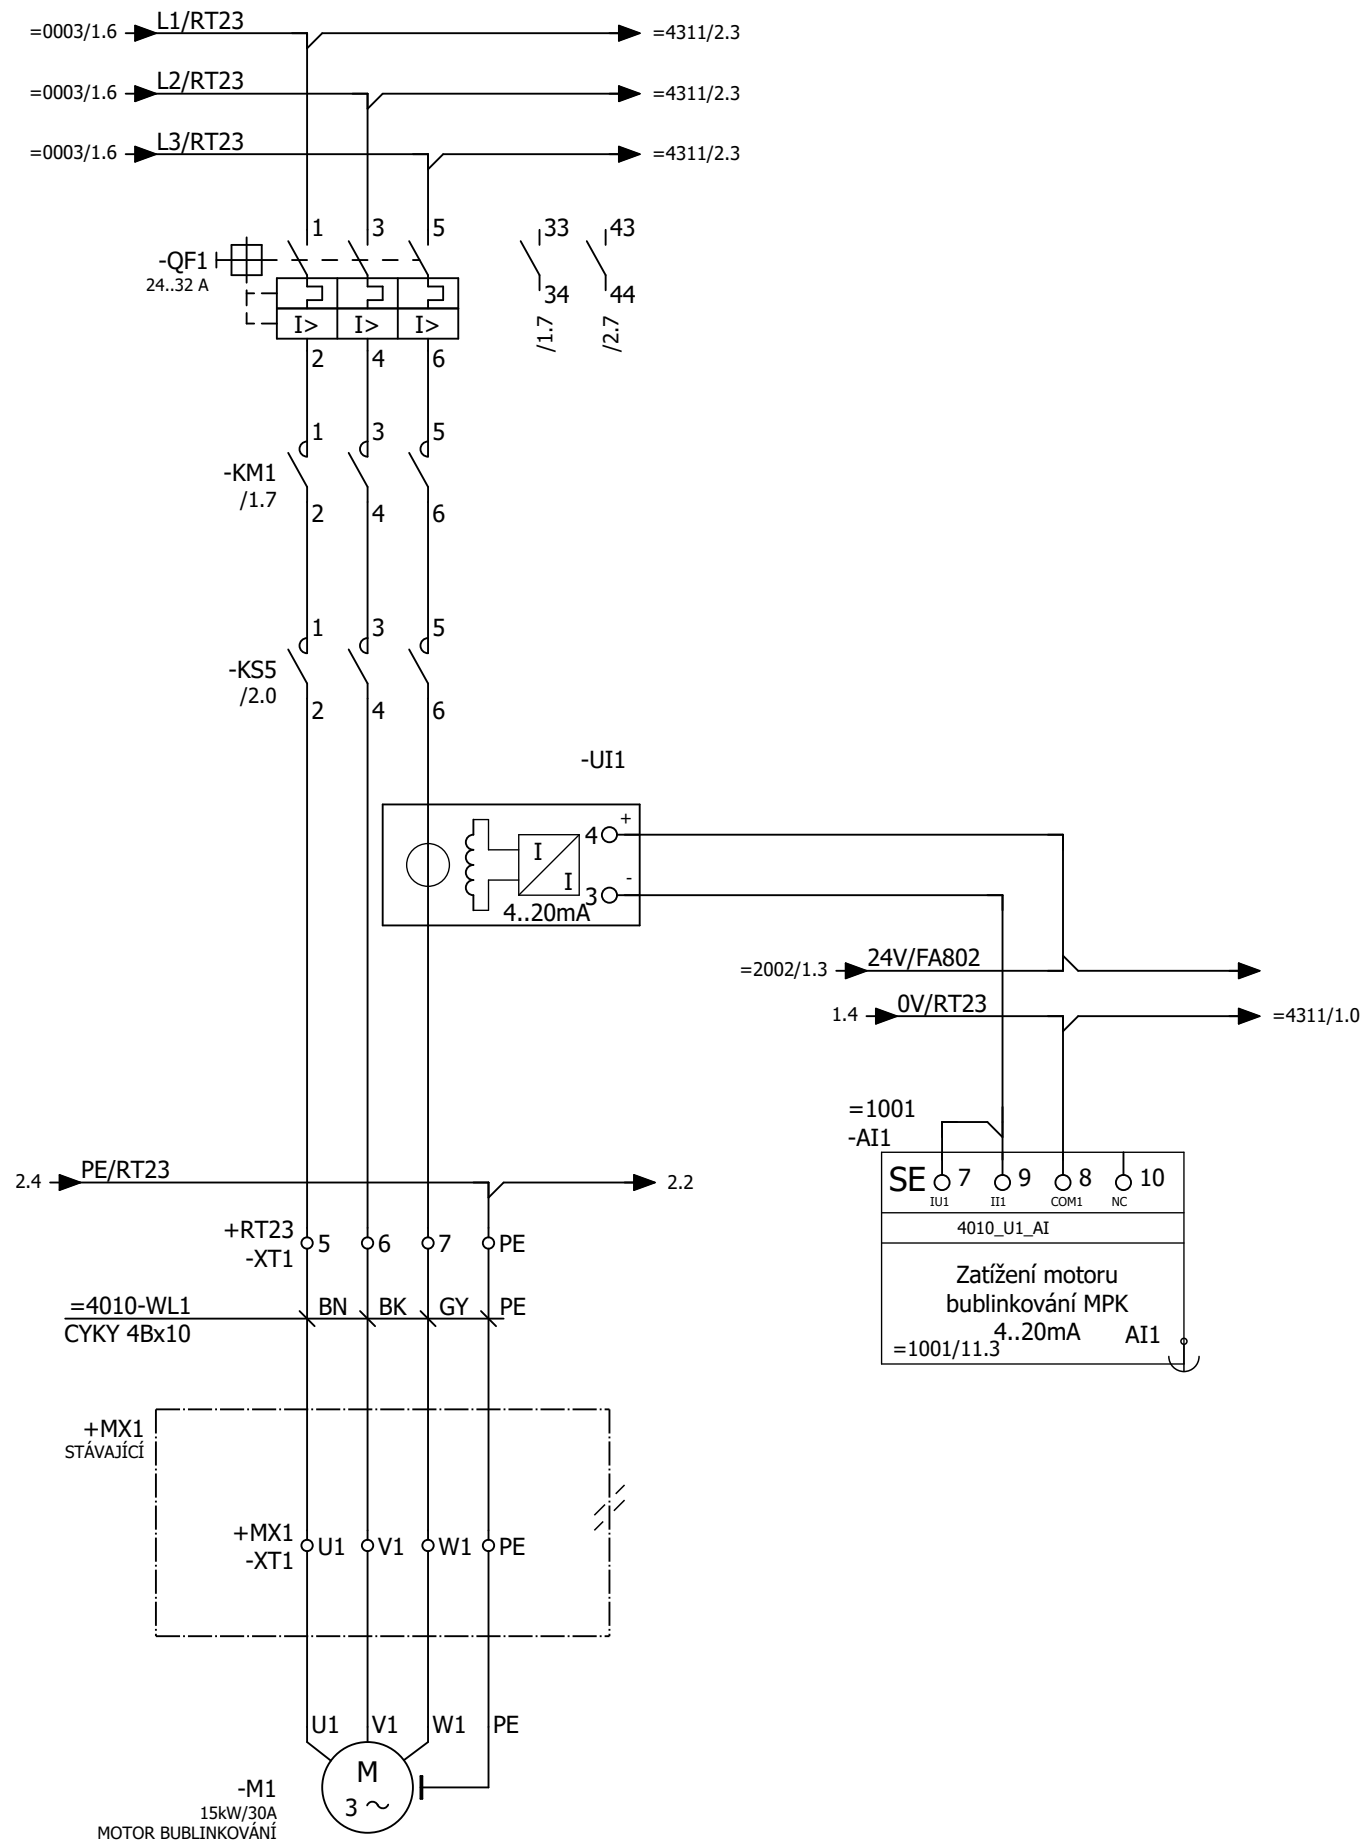 =0003/1.6 L1/RT23 =4311/2.3
=0003/1.6 L2/RT23 =4311/2.3
=0003/1.6 L3/RT23 =4311/2.3
1 3 5 33 43
-QF1
24..32 A
34 44
I> I> I>
/1.7 /2.7
2 4 6
1 3 5
-KM1
/1.7
2 4 6
1 3 5
-KS5
/2.0
2 4 6
-UI1
4 +
I
I
3 -
4..20mA
=2002/1.3 24V/FA802
1.4 0V/RT23 =4311/1.0
=1001
-AI1
SE 7 9 8 10
IU1 II1 COM1 NC
4010_U1_AI
Zatížení motoru
bublinkování MPK
4..20mA AI1
=1001/11.3
2.4 PE/RT23 2.2
+RT23
-XT1
5 6 7 PE
=4010-WL1 BN BK GY PE
CYKY 4Bx10
+MX1
STÁVAJÍCÍ
+MX1
-XT1
U1 V1 W1 PE
U1 V1 W1 PE
M
3 ~
-M1
15kW/30A
MOTOR BUBLINKOVÁNÍ